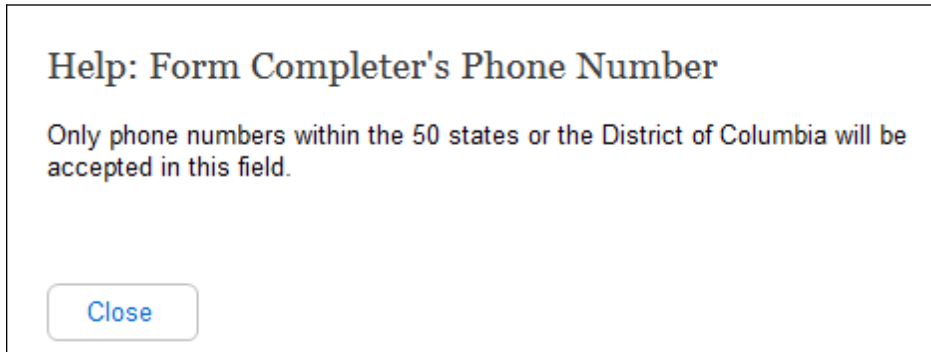 Help: Form Completer's Phone Number
Only phone numbers within the 50 states or the District of Columbia will be
accepted in this field.
Close